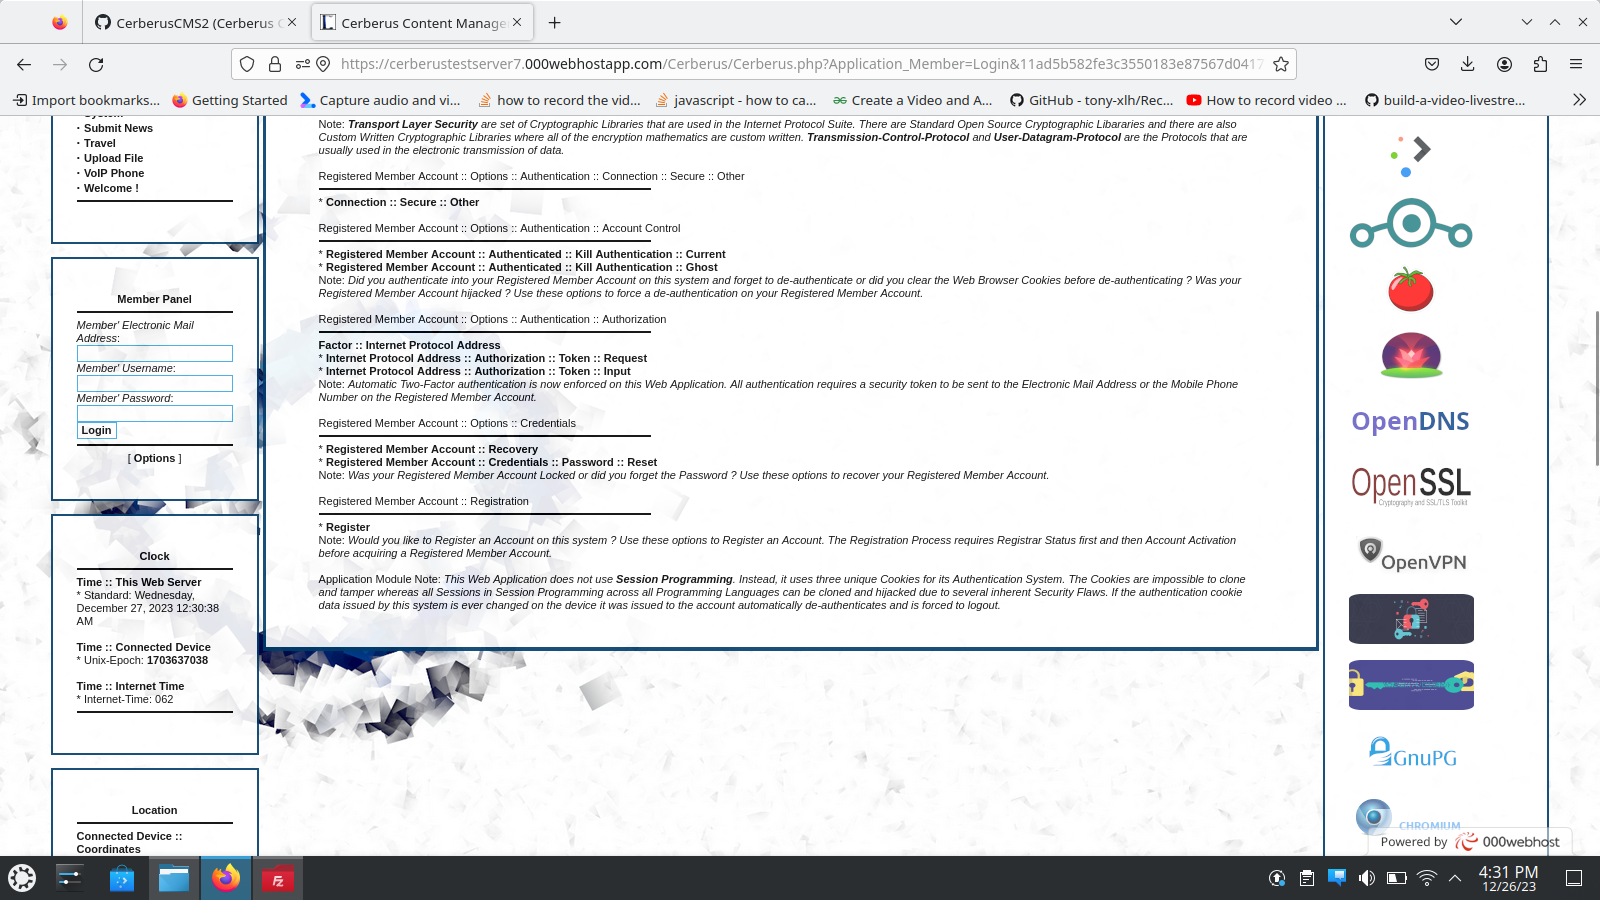 CerberusCMS2 (Cerberus C
Cerberus Content Manage
https://cerberustestserver7.000webhostapp.com/Cerberus/Cerberus.php?Application_Member=Login&11ad5b582fe3c3550183e87567d0417
Import bookmarks...
Getting Started
Capture audio and vi...
how to record the vid...
javascript - how to ca...
Create a Video and A...
GitHub - tony-xlh/Rec...
How to record video ...
build-a-video-livestre...
· Submit News
· Travel
· Upload File
· VoIP Phone
· Welcome !
Member Panel
Member' Electronic Mail
Address:
Member' Username:
Member' Password:
Login
[ Options ]
Clock
Time :: This Web Server
* Standard: Wednesday,
December 27, 2023 12:30:38
AM
Time :: Connected Device
* Unix-Epoch: 1703637038
Time :: Internet Time
* Internet-Time: 062
Location
Connected Device ::
Coordinates
Note: Transport Layer Security are set of Cryptographic Libraries that are used in the Internet Protocol Suite. There are Standard Open Source Cryptographic Libararies and there are also
Custom Written Cryptographic Libraries where all of the encryption mathematics are custom written. Transmission-Control-Protocol and User-Datagram-Protocol are the Protocols that are
usually used in the electronic transmission of data.
Registered Member Account :: Options :: Authentication :: Connection :: Secure :: Other
* Connection :: Secure :: Other
Registered Member Account :: Options :: Authentication :: Account Control
* Registered Member Account :: Authenticated :: Kill Authentication :: Current
* Registered Member Account :: Authenticated :: Kill Authentication :: Ghost
Note: Did you authenticate into your Registered Member Account on this system and forget to de-authenticate or did you clear the Web Browser Cookies before de-authenticating ? Was your
Registered Member Account hijacked ? Use these options to force a de-authentication on your Registered Member Account.
Registered Member Account :: Options :: Authentication :: Authorization
Factor :: Internet Protocol Address
* Internet Protocol Address :: Authorization :: Token :: Request
* Internet Protocol Address :: Authorization :: Token :: Input
Note: Automatic Two-Factor authentication is now enforced on this Web Application. All authentication requires a security token to be sent to the Electronic Mail Address or the Mobile Phone
Number on the Registered Member Account.
Registered Member Account :: Options :: Credentials
* Registered Member Account :: Recovery
* Registered Member Account :: Credentials :: Password :: Reset
Note: Was your Registered Member Account Locked or did you forget the Password ? Use these options to recover your Registered Member Account.
Registered Member Account :: Registration
* Register
Note: Would you like to Register an Account on this system ? Use these options to Register an Account. The Registration Process requires Registrar Status first and then Account Activation
before acquiring a Registered Member Account.
Application Module Note: This Web Application does not use Session Programming. Instead, it uses three unique Cookies for its Authentication System. The Cookies are impossible to clone
and tamper whereas all Sessions in Session Programming across all Programming Languages can be cloned and hijacked due to several inherent Security Flaws. If the authentication cookie
data issued by this system is ever changed on the device it was issued to the account automatically de-authenticates and is forced to logout.
OpenDNS
OpenSSL
Cryptography and SSL/TLS Toolkit
OpenVPN
GnuPG
CHROMIUM
Powered by 000webhost
4:31 PM
12/26/23